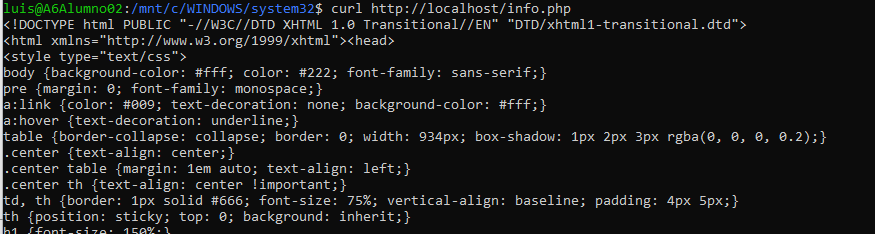 luis@A6Alumno02:/mnt/c/WINDOWS/system32$ curl http://localhost/info.php
<!DOCTYPE html PUBLIC "-//W3C//DTD XHTML 1.0 Transitional//EN" "DTD/xhtml1-transitional.dtd">
<html xmlns="http://www.w3.org/1999/xhtml"><head>
<style type="text/css">
body {background-color: #fff; color: #222; font-family: sans-serif;}
pre {margin: 0; font-family: monospace;}
a:link {color: #009; text-decoration: none; background-color: #fff;}
a:hover {text-decoration: underline;}
table {border-collapse: collapse; border: 0; width: 934px; box-shadow: 1px 2px 3px rgba(0, 0, 0, 0.2);}
.center {text-align: center;}
.center table {margin: 1em auto; text-align: left;}
.center th {text-align: center !important;}
td, th {border: 1px solid #666; font-size: 75%; vertical-align: baseline; padding: 4px 5px;}
th {position: sticky; top: 0; background: inherit;}
h1 {font-size: 150%;}